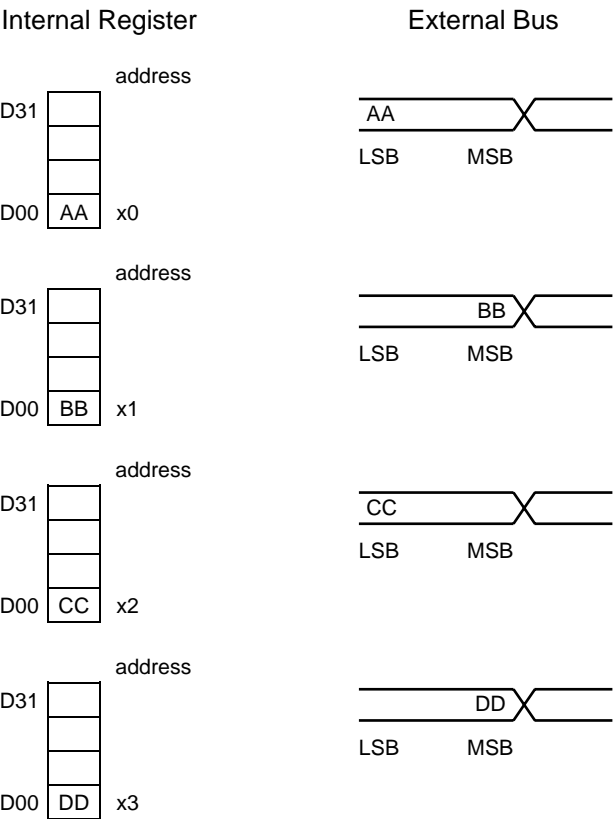 Internal Register External Bus
address
D31 AA
LSB MSB
D00 AA x0
address
D31 BB
LSB MSB
D00 BB x1
address
D31 CC
LSB MSB
D00 CC x2
address
D31 DD
LSB MSB
D00 DD x3